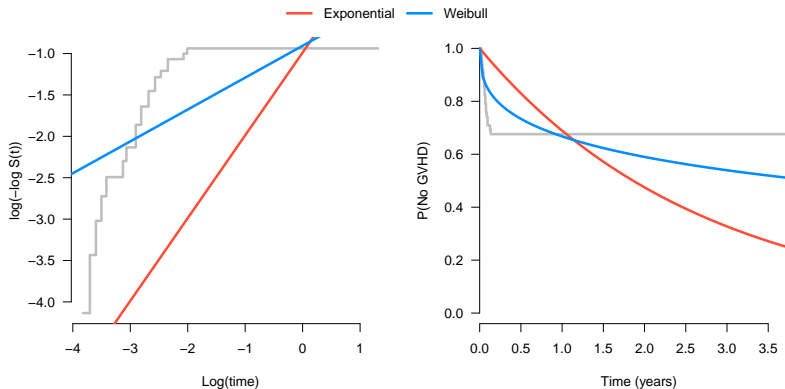 Exponential Weibull
log(−log S(t))
−1.0
−1.5
−2.0
−2.5
−3.0
−3.5
−4.0
−4 −3 −2 −1 0 1
Log(time)
P(No GVHD)
1.0
0.8
0.6
0.4
0.2
0.0
0.0 0.5 1.0 1.5 2.0 2.5 3.0 3.5
Time (years)